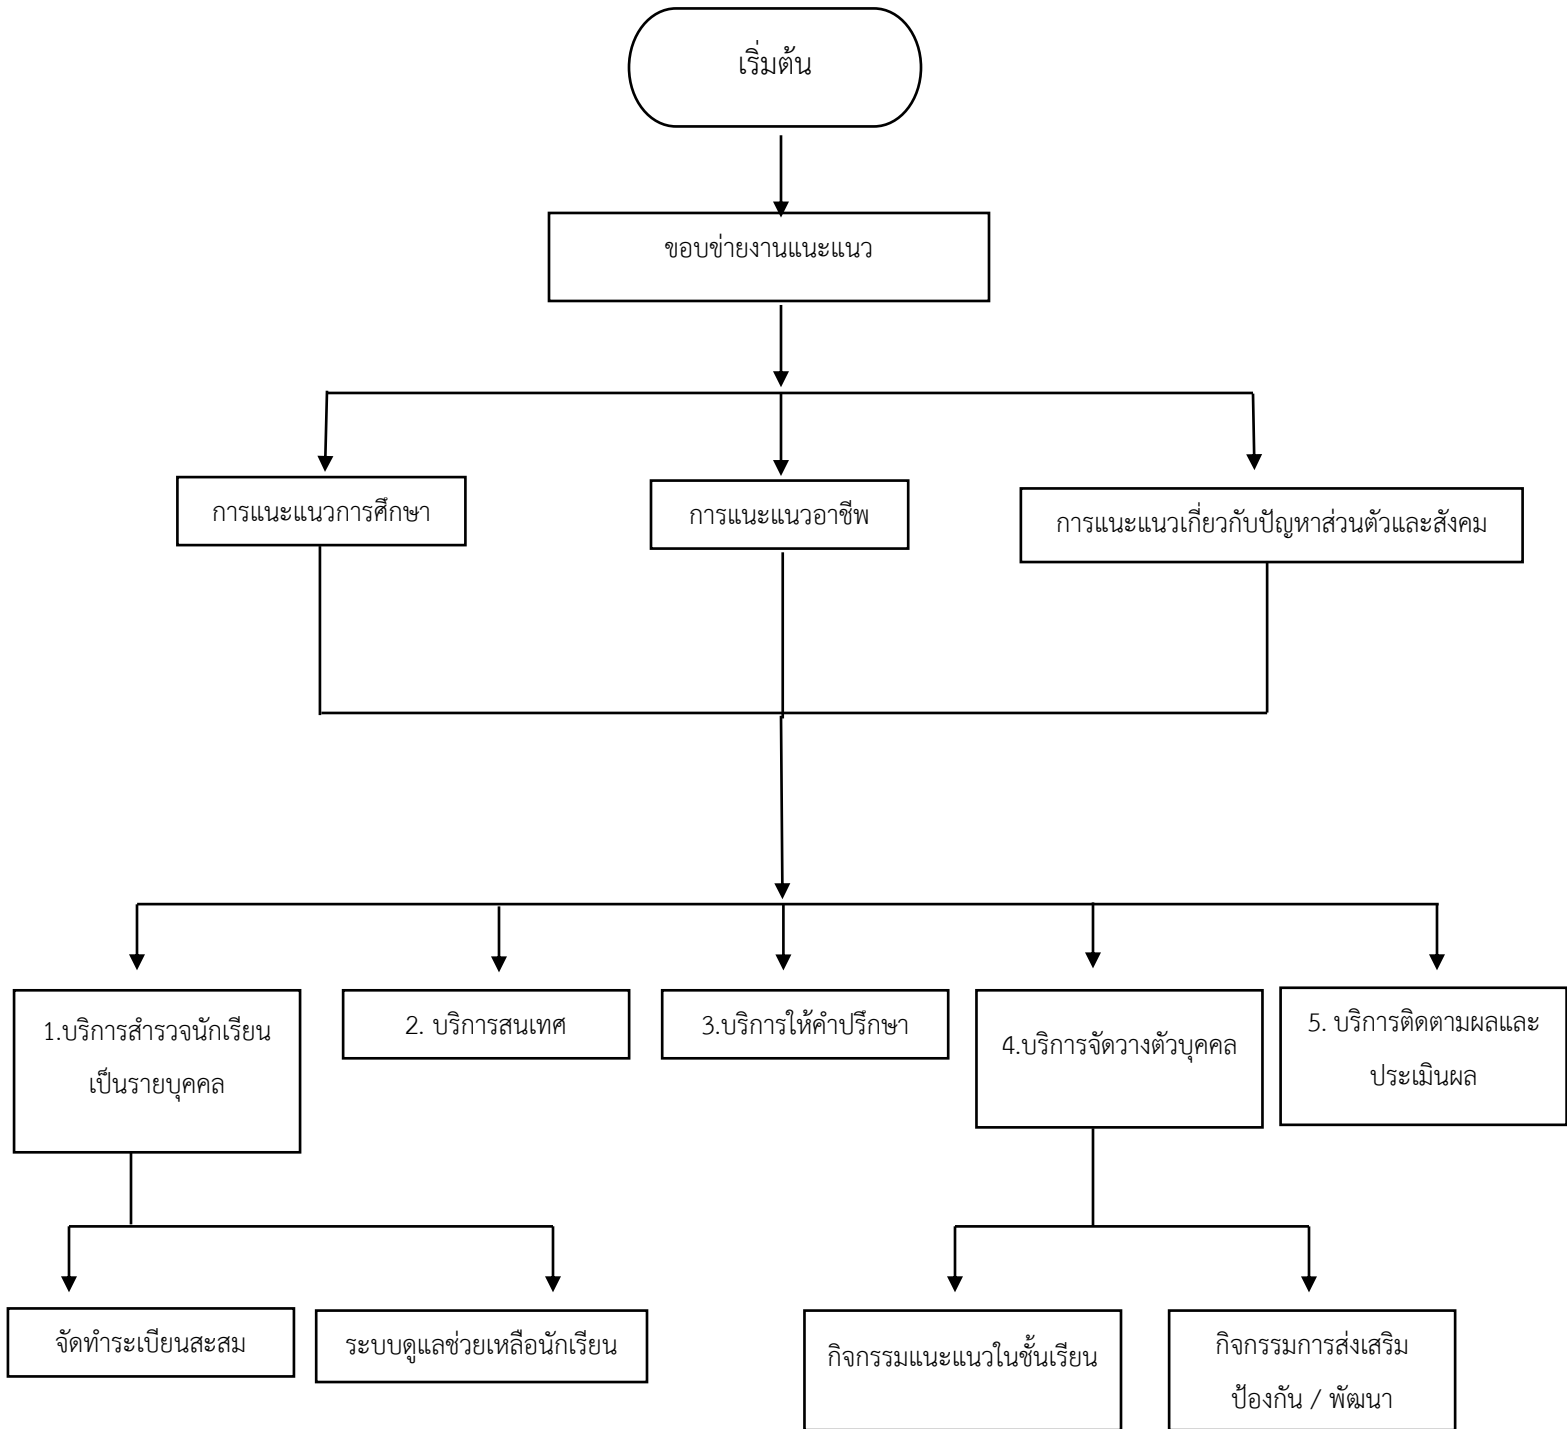 เริ่มต้น
ขอบข่ายงานแนะแนว
การแนะแนวการศึกษา
การแนะแนวอาชีพ
การแนะแนวเกี่ยวกับปัญหาส่วนตัวและสังคม
1.บริการสำรวจนักเรียน
เป็นรายบุคคล
2. บริการสนเทศ
3.บริการให้คำปรึกษา
4.บริการจัดวางตัวบุคคล
5. บริการติดตามผลและ
ประเมินผล
จัดทำระเบียนสะสม
ระบบดูแลช่วยเหลือนักเรียน
กิจกรรมแนะแนวในชั้นเรียน
กิจกรรมการส่งเสริม
ป้องกัน / พัฒนา